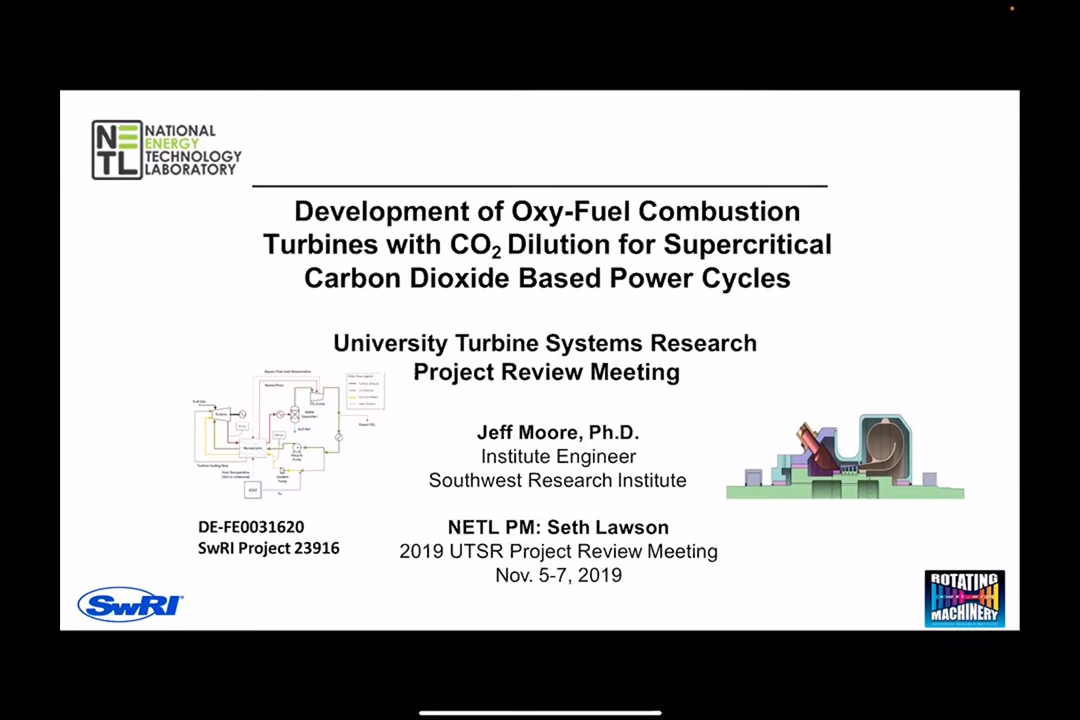 NETL NATIONAL
ENERGY
TECHNOLOGY
LABORATORY
Development of Oxy-Fuel Combustion
Turbines with CO₂ Dilution for Supercritical
Carbon Dioxide Based Power Cycles
University Turbine Systems Research
Project Review Meeting
Jeff Moore, Ph.D.
Institute Engineer
Southwest Research Institute
DE-FE0031620
SwRI Project 23916
NETL PM: Seth Lawson
2019 UTSR Project Review Meeting
Nov. 5-7, 2019
SwRI
ROTATING
MACHINERY